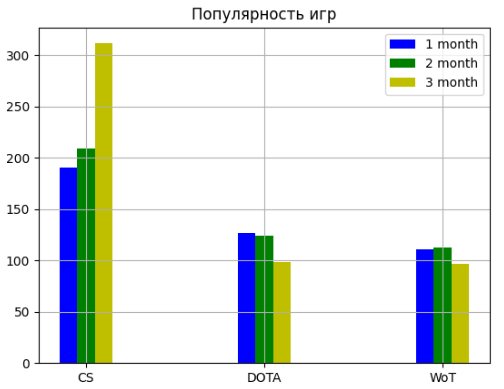 Популярность игр
1 month
2 month
3 month
300
250
200
150
100
50
0
CS
DOTA
WoT